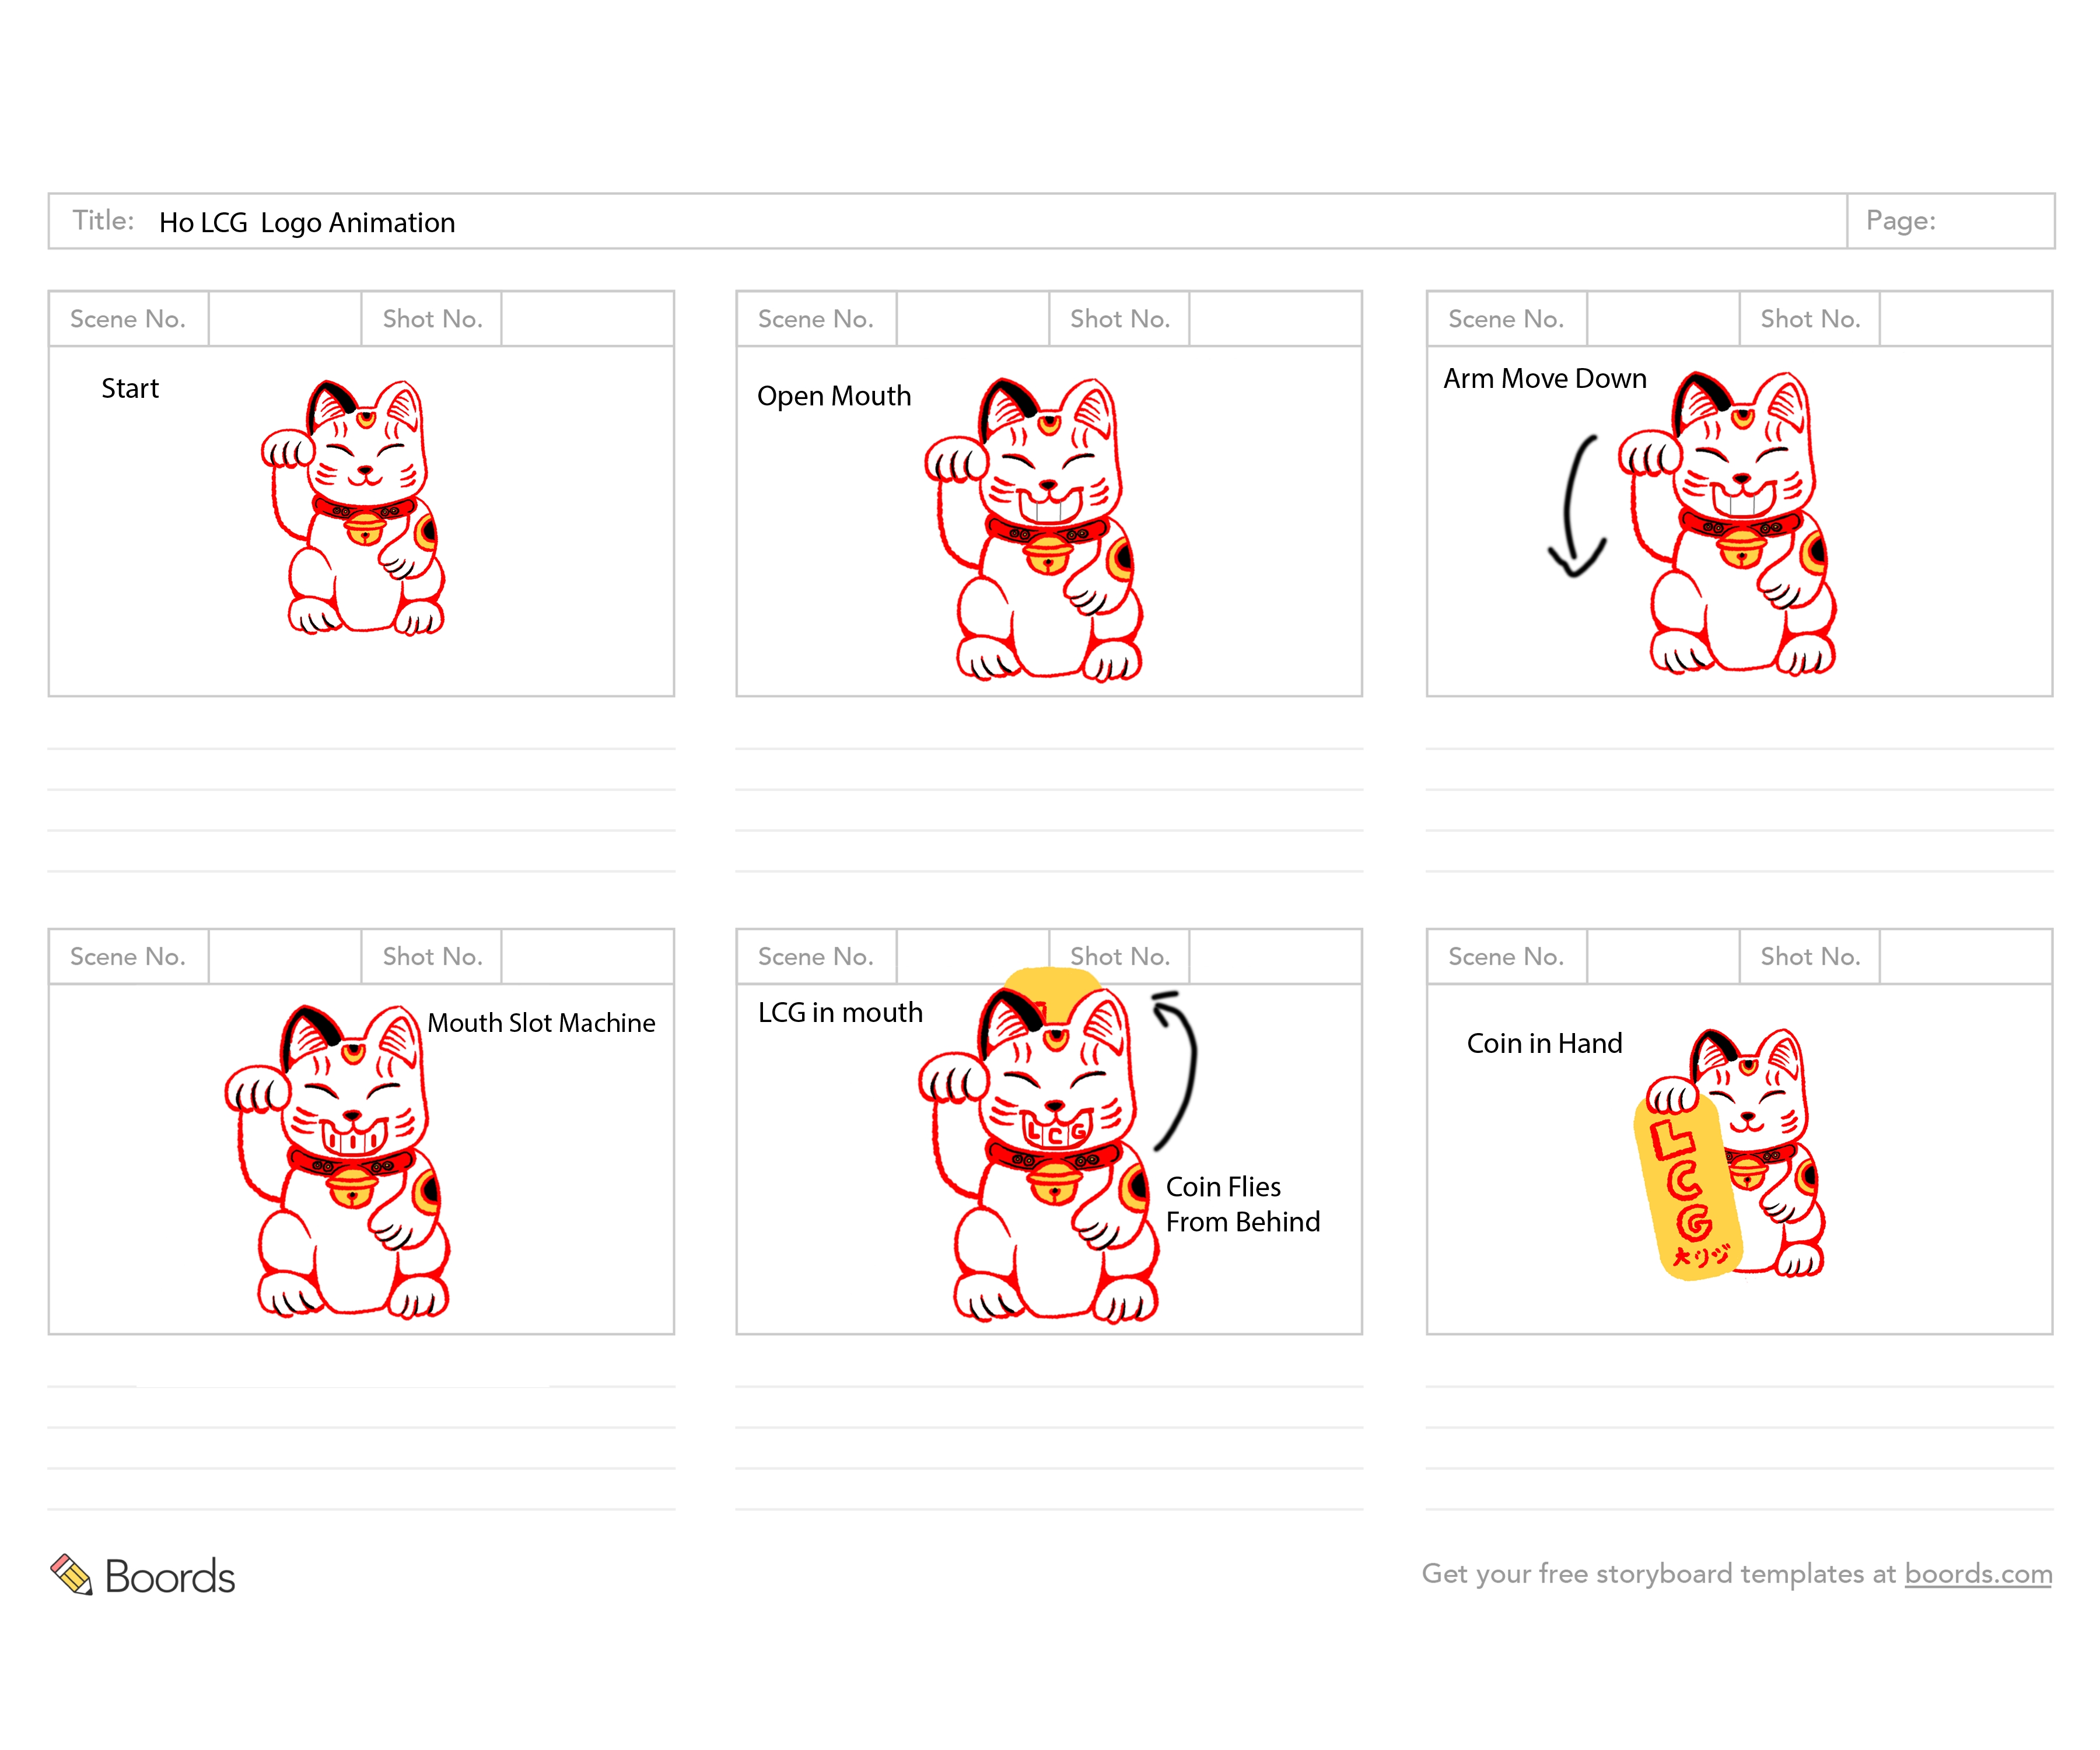 Title: Ho LCG Logo Animation Page:
Scene No. Shot No.
Start
Scene No. Shot No.
Open Mouth
Scene No. Shot No.
Arm Move Down
Scene No. Shot No.
Mouth Slot Machine
Scene No. Shot No.
LCG in mouth
L C G
Coin Flies
From Behind
Scene No. Shot No.
Coin in Hand
L
C
G
大リジ
Boords
Get your free storyboard templates at boords.com